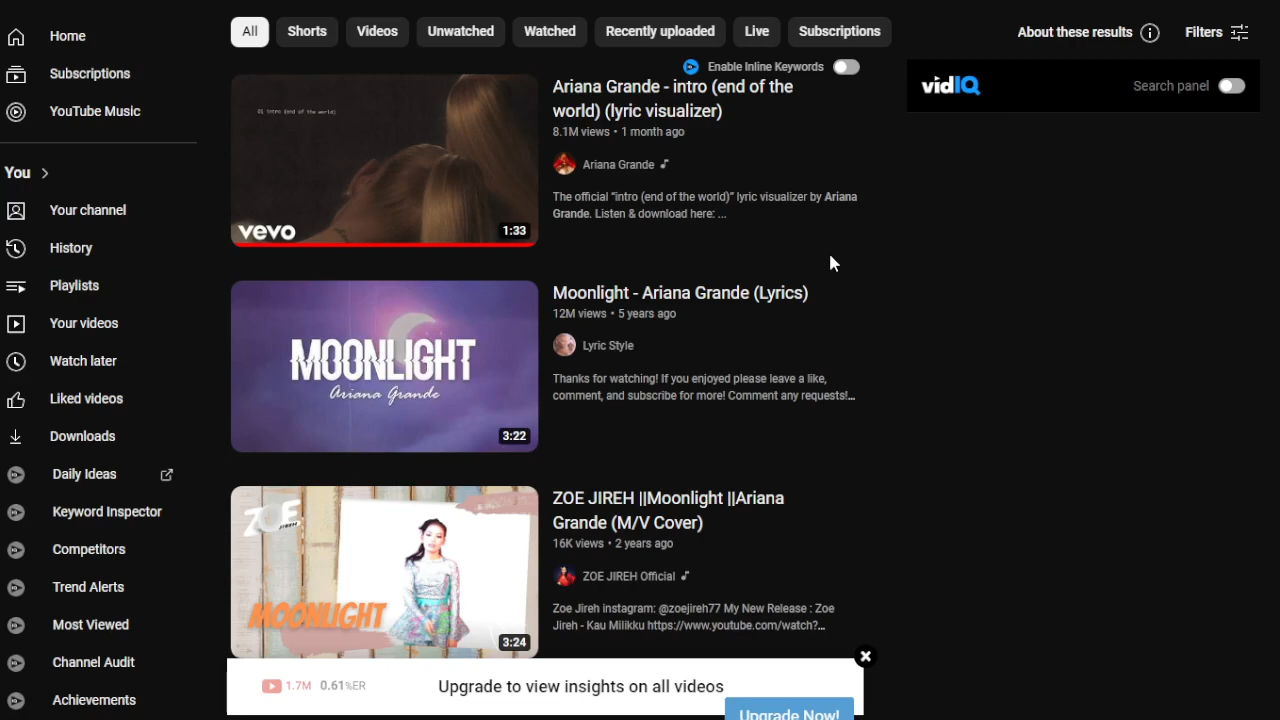 Home
Subscriptions
YouTube Music
You
Your channel
History
Playlists
Your videos
Watch later
Liked videos
Downloads
Daily Ideas
Keyword Inspector
Competitors
Trend Alerts
Most Viewed
Channel Audit
Achievements
All
Shorts
Videos
Unwatched
Watched
Recently uploaded
Live
Subscriptions
About these results
Filters
Enable Inline Keywords
vidIQ
Search panel
01 intro (end of the world)
vevo
1:33
Ariana Grande - intro (end of the
world) (lyric visualizer)
8.1M views • 1 month ago
Ariana Grande
The official “intro (end of the world)” lyric visualizer by Ariana
Grande. Listen & download here: ...
MOONLIGHT
Ariana Grande
3:22
Moonlight - Ariana Grande (Lyrics)
12M views • 5 years ago
Lyric Style
Thanks for watching! If you enjoyed please leave a like,
comment, and subscribe for more! Comment any requests!...
ZOE
JIREH
MOONLIGHT
3:24
ZOE JIREH ||Moonlight ||Ariana
Grande (M/V Cover)
16K views • 2 years ago
ZOE JIREH Official
Zoe Jireh instagram: @zoejireh77 My New Release : Zoe
Jireh - Kau Milikku https://www.youtube.com/watch?...
1.7M 0.61%ER
Upgrade to view insights on all videos
Upgrade Now!